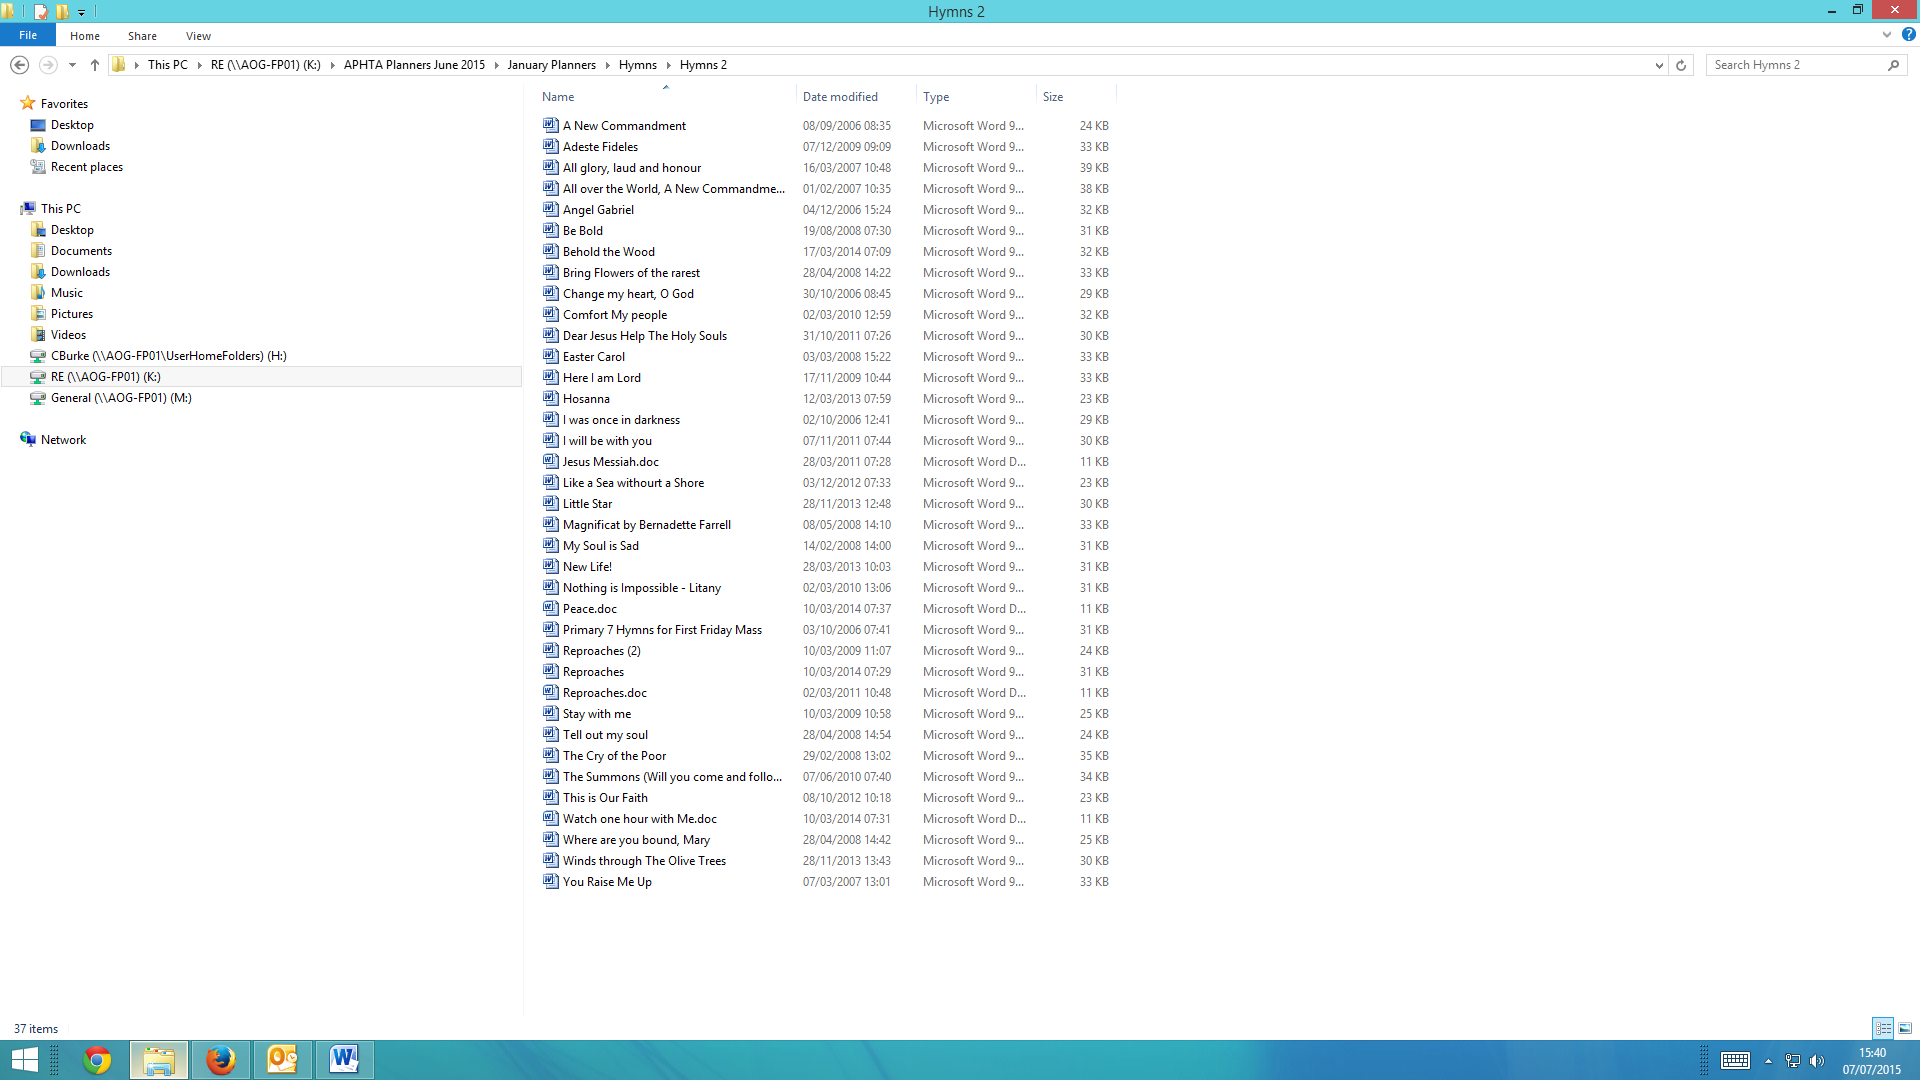 Hymns 2
File Home Share View
This PC RE (\\AOG-FP01) (K:) APHTA Planners June 2015 January Planners Hymns Hymns 2 Search Hymns 2
Favorites
Desktop
Downloads
Recent places
This PC
Desktop
Documents
Downloads
Music
Pictures
Videos
CBurke (\\AOG-FP01\UserHomeFolders) (H:)
RE (\\AOG-FP01) (K:)
General (\\AOG-FP01) (M:)
Network
Name Date modified Type Size
A New Commandment 08/09/2006 08:35 Microsoft Word 9... 24 KB
Adeste Fideles 07/12/2009 09:09 Microsoft Word 9... 33 KB
All glory, laud and honour 16/03/2007 10:48 Microsoft Word 9... 39 KB
All over the World, A New Commandme... 01/02/2007 10:35 Microsoft Word 9... 38 KB
Angel Gabriel 04/12/2006 15:24 Microsoft Word 9... 32 KB
Be Bold 19/08/2008 07:30 Microsoft Word 9... 31 KB
Behold the Wood 17/03/2014 07:09 Microsoft Word 9... 32 KB
Bring Flowers of the rarest 28/04/2008 14:22 Microsoft Word 9... 33 KB
Change my heart, O God 30/10/2006 08:45 Microsoft Word 9... 29 KB
Comfort My people 02/03/2010 12:59 Microsoft Word 9... 32 KB
Dear Jesus Help The Holy Souls 31/10/2011 07:26 Microsoft Word 9... 30 KB
Easter Carol 03/03/2008 15:22 Microsoft Word 9... 33 KB
Here I am Lord 17/11/2009 10:44 Microsoft Word 9... 33 KB
Hosanna 12/03/2013 07:59 Microsoft Word 9... 23 KB
I was once in darkness 02/10/2006 12:41 Microsoft Word 9... 29 KB
I will be with you 07/11/2011 07:44 Microsoft Word 9... 30 KB
Jesus Messiah.doc 28/03/2011 07:28 Microsoft Word D... 11 KB
Like a Sea withourt a Shore 03/12/2012 07:33 Microsoft Word 9... 23 KB
Little Star 28/11/2013 12:48 Microsoft Word 9... 30 KB
Magnificat by Bernadette Farrell 08/05/2008 14:10 Microsoft Word 9... 33 KB
My Soul is Sad 14/02/2008 14:00 Microsoft Word 9... 31 KB
New Life! 28/03/2013 10:03 Microsoft Word 9... 31 KB
Nothing is Impossible - Litany 02/03/2010 13:06 Microsoft Word 9... 31 KB
Peace.doc 10/03/2014 07:37 Microsoft Word D... 11 KB
Primary 7 Hymns for First Friday Mass 03/10/2006 07:41 Microsoft Word 9... 31 KB
Reproaches (2) 10/03/2009 11:07 Microsoft Word 9... 24 KB
Reproaches 10/03/2014 07:29 Microsoft Word 9... 31 KB
Reproaches.doc 02/03/2011 10:48 Microsoft Word D... 11 KB
Stay with me 10/03/2009 10:58 Microsoft Word 9... 25 KB
Tell out my soul 28/04/2008 14:54 Microsoft Word 9... 24 KB
The Cry of the Poor 29/02/2008 13:02 Microsoft Word 9... 35 KB
The Summons (Will you come and follo... 07/06/2010 07:40 Microsoft Word 9... 34 KB
This is Our Faith 08/10/2012 10:18 Microsoft Word 9... 23 KB
Watch one hour with Me.doc 10/03/2014 07:31 Microsoft Word D... 11 KB
Where are you bound, Mary 28/04/2008 14:42 Microsoft Word 9... 25 KB
Winds through The Olive Trees 28/11/2013 13:43 Microsoft Word 9... 30 KB
You Raise Me Up 07/03/2007 13:01 Microsoft Word 9... 33 KB
37 items
15:40
07/07/2015